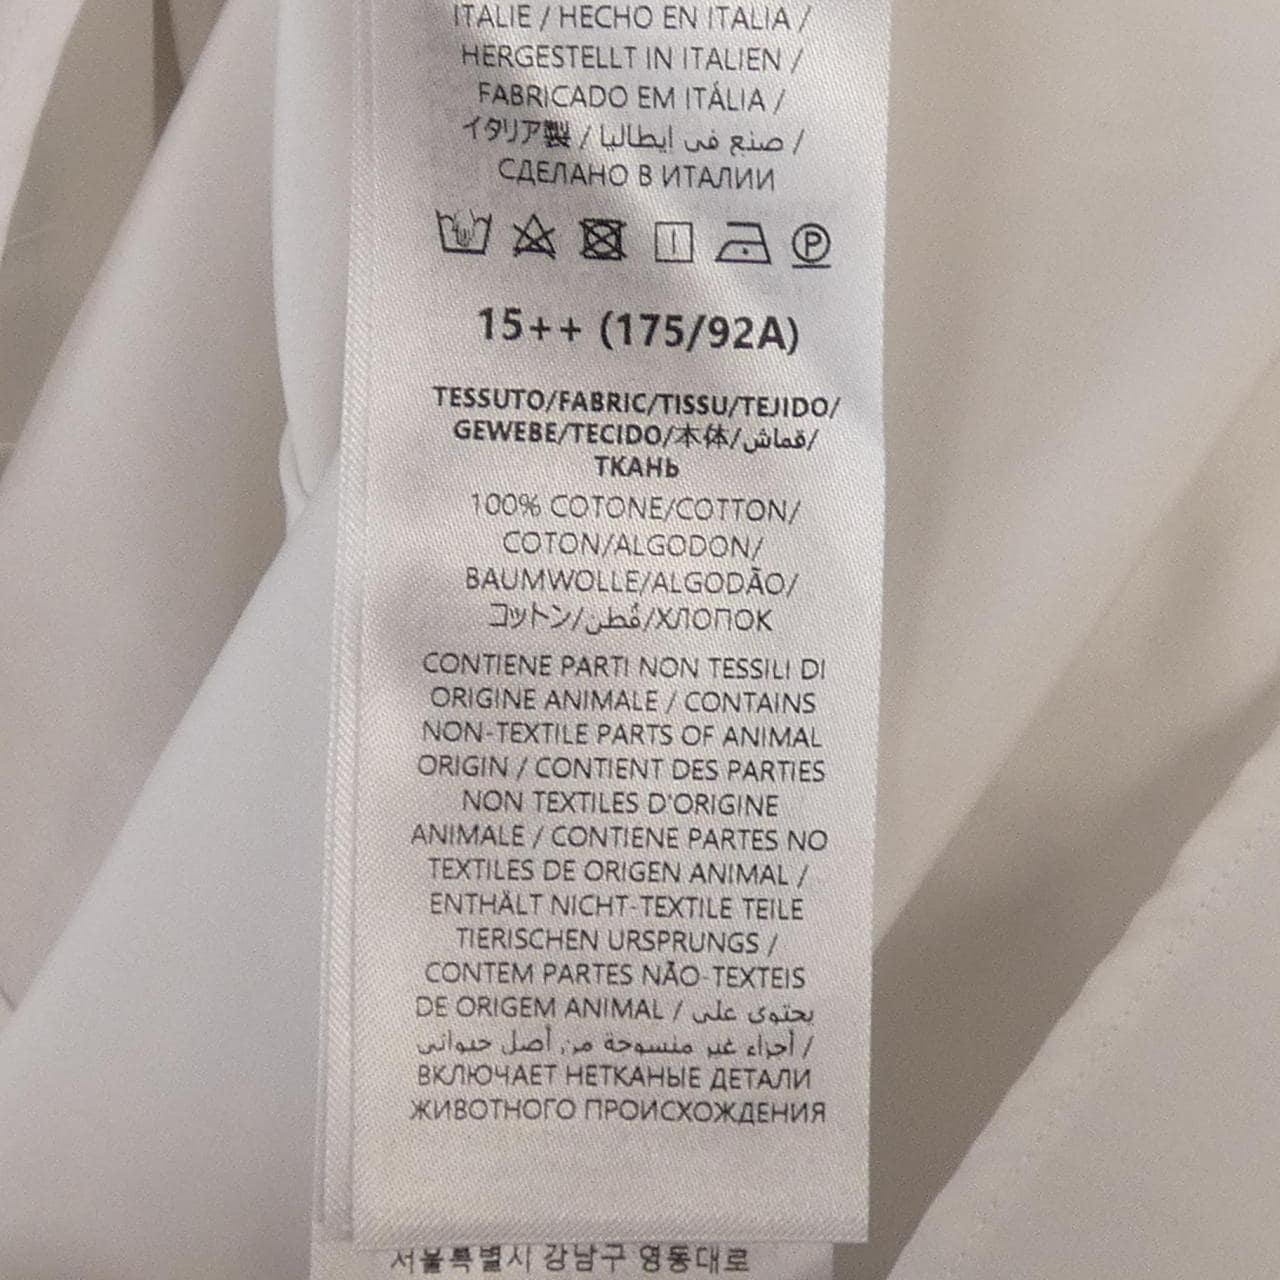 ITALIE / HECHO EN ITALIA /
HERGESTELLT IN ITALIEN /
FABRICADO EM ITÁLIA /
イタリア製 / صنع في ايطاليا /
СДЕЛАНО В ИТАЛИИ
P
15++ (175/92A)
TESSUTO/FABRIC/TISSU/TEJIDO/
GEWEBE/TECIDO/本体/قماش/
ТКАНЬ
100% COTONE/COTTON/
COTON/ALGODON/
BAUMWOLLE/ALGODÃO/
コットン/قُطن/ХЛОПОК
CONTIENE PARTI NON TESSILI DI
ORIGINE ANIMALE / CONTAINS
NON-TEXTILE PARTS OF ANIMAL
ORIGIN / CONTIENT DES PARTIES
NON TEXTILES D'ORIGINE
ANIMALE / CONTIENE PARTES NO
TEXTILES DE ORIGEN ANIMAL /
ENTHÄLT NICHT-TEXTILE TEILE
TIERISCHEN URSPRUNGS /
CONTEM PARTES NÃO-TEXTEIS
DE ORIGEM ANIMAL / يحتوي على
أجزاء غير منسوجة من أصل حيواني /
ВКЛЮЧАЕТ НЕТКАНЫЕ ДЕТАЛИ
ЖИВОТНОГО ПРОИСХОЖДЕНИЯ
서울특별시 강남구 영동대로